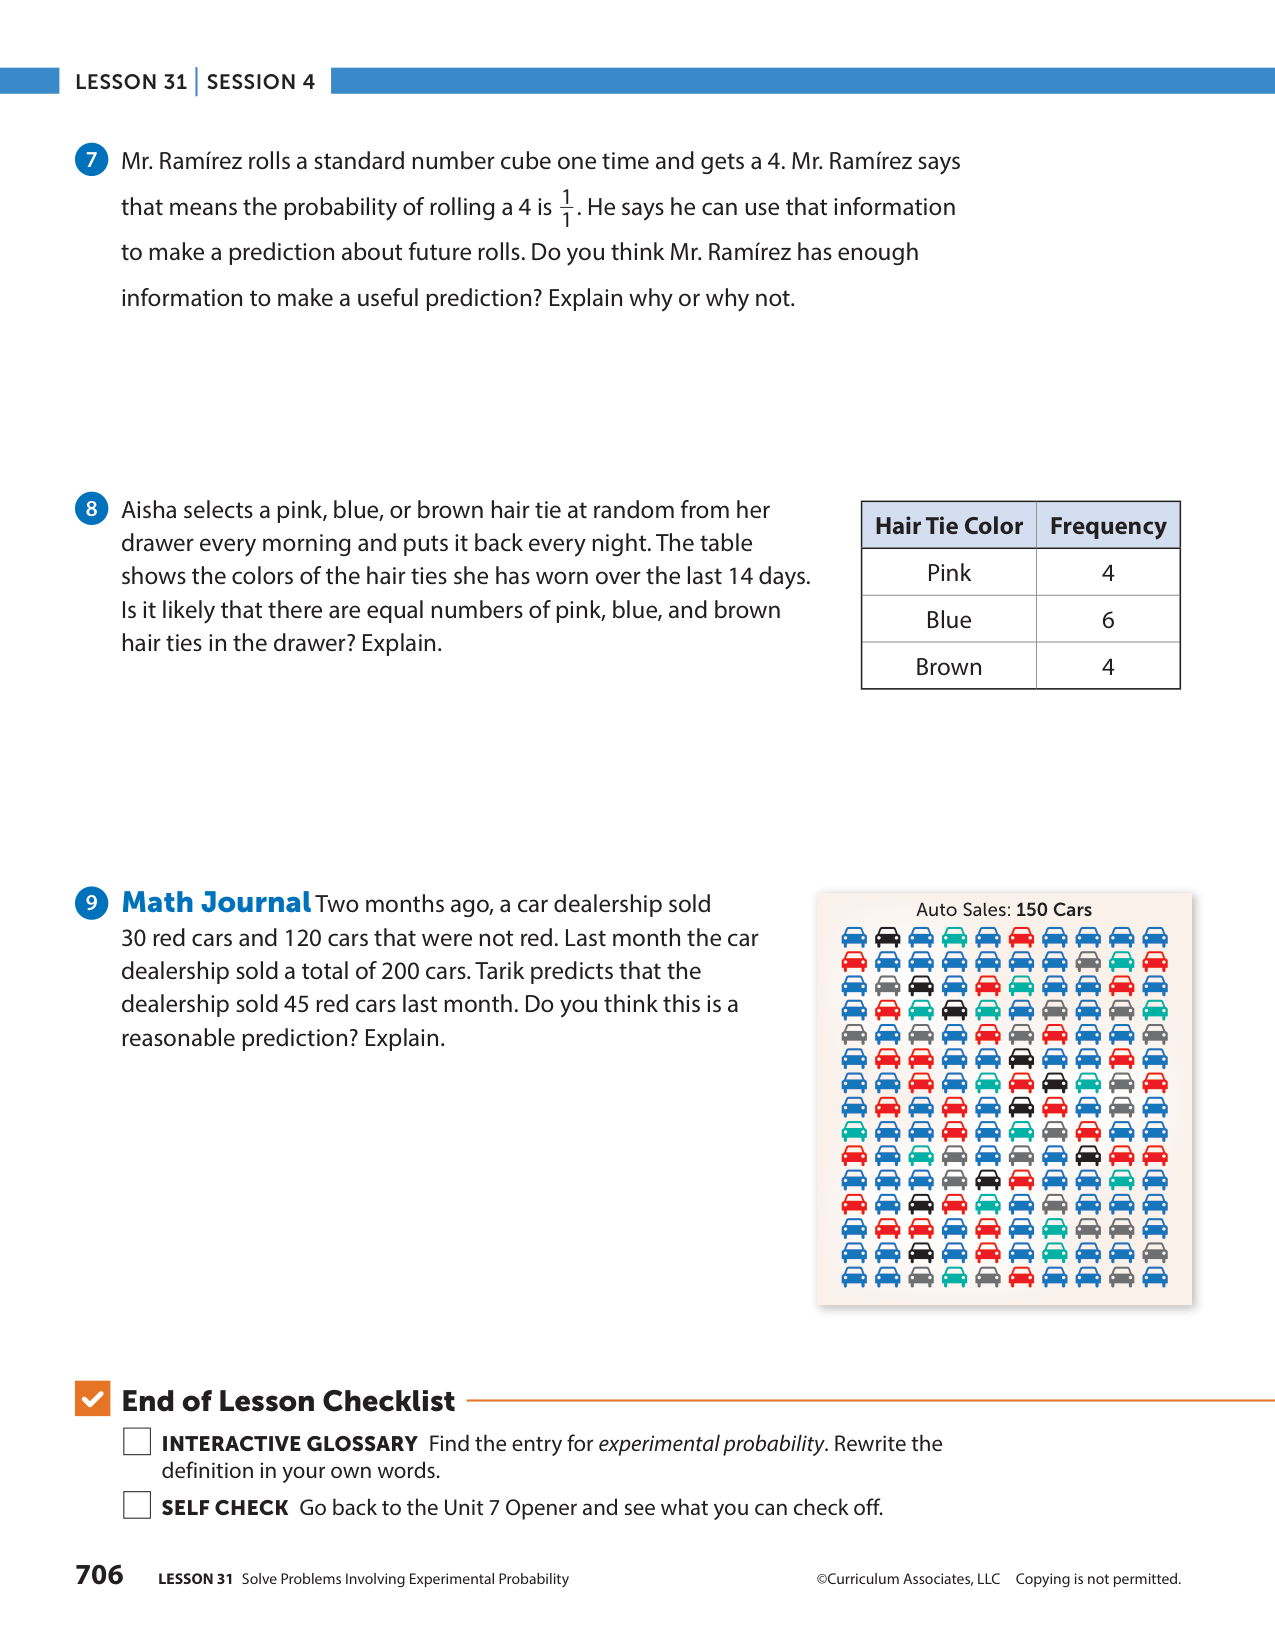 LESSON 31 | SESSION 4
7 Mr. Ramírez rolls a standard number cube one time and gets a 4. Mr. Ramírez says
that means the probability of rolling a 4 is 1/1. He says he can use that information
to make a prediction about future rolls. Do you think Mr. Ramírez has enough
information to make a useful prediction? Explain why or why not.
8 Aisha selects a pink, blue, or brown hair tie at random from her
drawer every morning and puts it back every night. The table
shows the colors of the hair ties she has worn over the last 14 days.
Is it likely that there are equal numbers of pink, blue, and brown
hair ties in the drawer? Explain.
Hair Tie Color Frequency
Pink 4
Blue 6
Brown 4
9 Math Journal Two months ago, a car dealership sold
30 red cars and 120 cars that were not red. Last month the car
dealership sold a total of 200 cars. Tarik predicts that the
dealership sold 45 red cars last month. Do you think this is a
reasonable prediction? Explain.
Auto Sales: 150 Cars
End of Lesson Checklist
INTERACTIVE GLOSSARY Find the entry for experimental probability. Rewrite the
definition in your own words.
SELF CHECK Go back to the Unit 7 Opener and see what you can check off.
706 LESSON 31 Solve Problems Involving Experimental Probability
©Curriculum Associates, LLC Copying is not permitted.